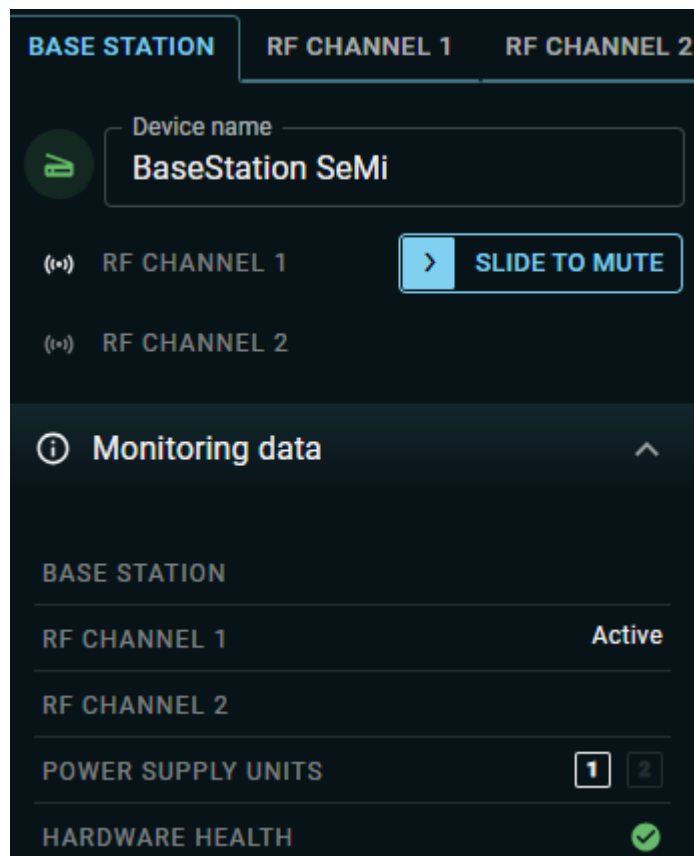 BASE STATION RF CHANNEL 1 RF CHANNEL 2
Device name
BaseStation SeMi
RF CHANNEL 1 SLIDE TO MUTE
RF CHANNEL 2
Monitoring data
BASE STATION
RF CHANNEL 1 Active
RF CHANNEL 2
POWER SUPPLY UNITS 1 2
HARDWARE HEALTH